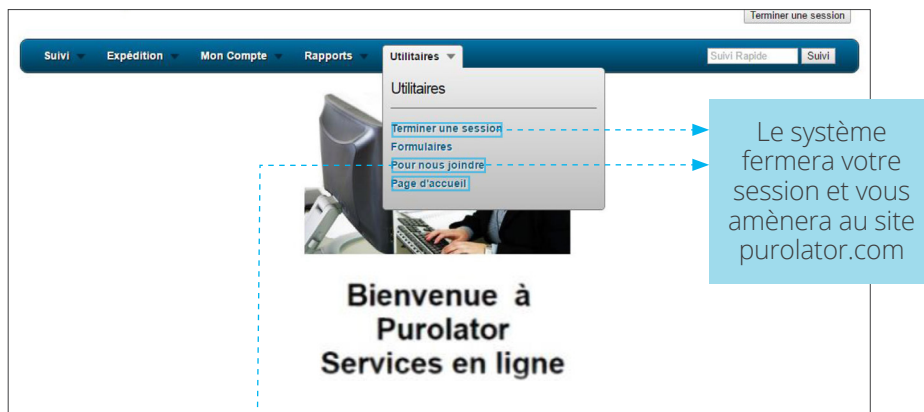 Terminer une session
Suivi Expédition Mon Compte Rapports Utilitaires Suivi Rapide Suivi
Utilitaires
Terminer une session
Formulaires
Pour nous joindre
Page d'accueil
Le système
fermera votre
session et vous
amènera au site
purolator.com
Bienvenue à
Purolator
Services en ligne